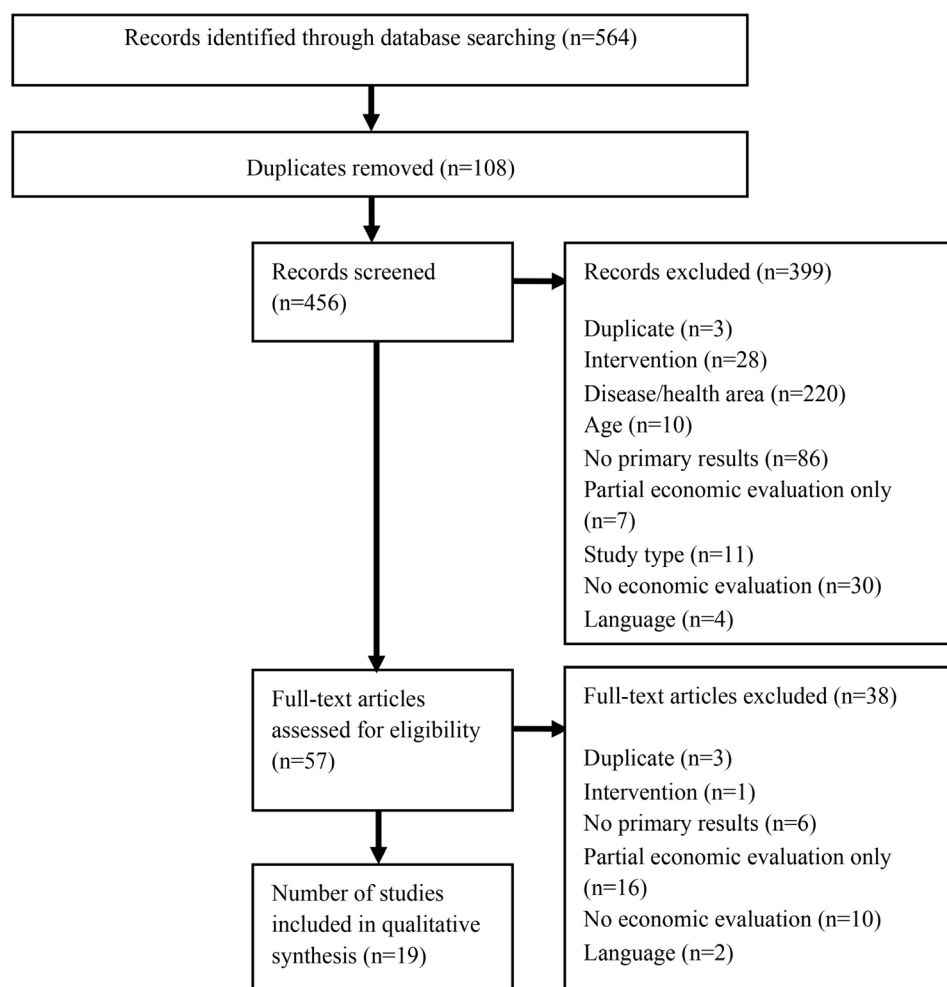 Records identified through database searching (n=564)
Duplicates removed (n=108)
Records screened
(n=456)
Records excluded (n=399)
Duplicate (n=3)
Intervention (n=28)
Disease/health area (n=220)
Age (n=10)
No primary results (n=86)
Partial economic evaluation only
(n=7)
Study type (n=11)
No economic evaluation (n=30)
Language (n=4)
Full-text articles
assessed for eligibility
(n=57)
Full-text articles excluded (n=38)
Duplicate (n=3)
Intervention (n=1)
No primary results (n=6)
Partial economic evaluation only
(n=16)
No economic evaluation (n=10)
Language (n=2)
Number of studies
included in qualitative
synthesis (n=19)